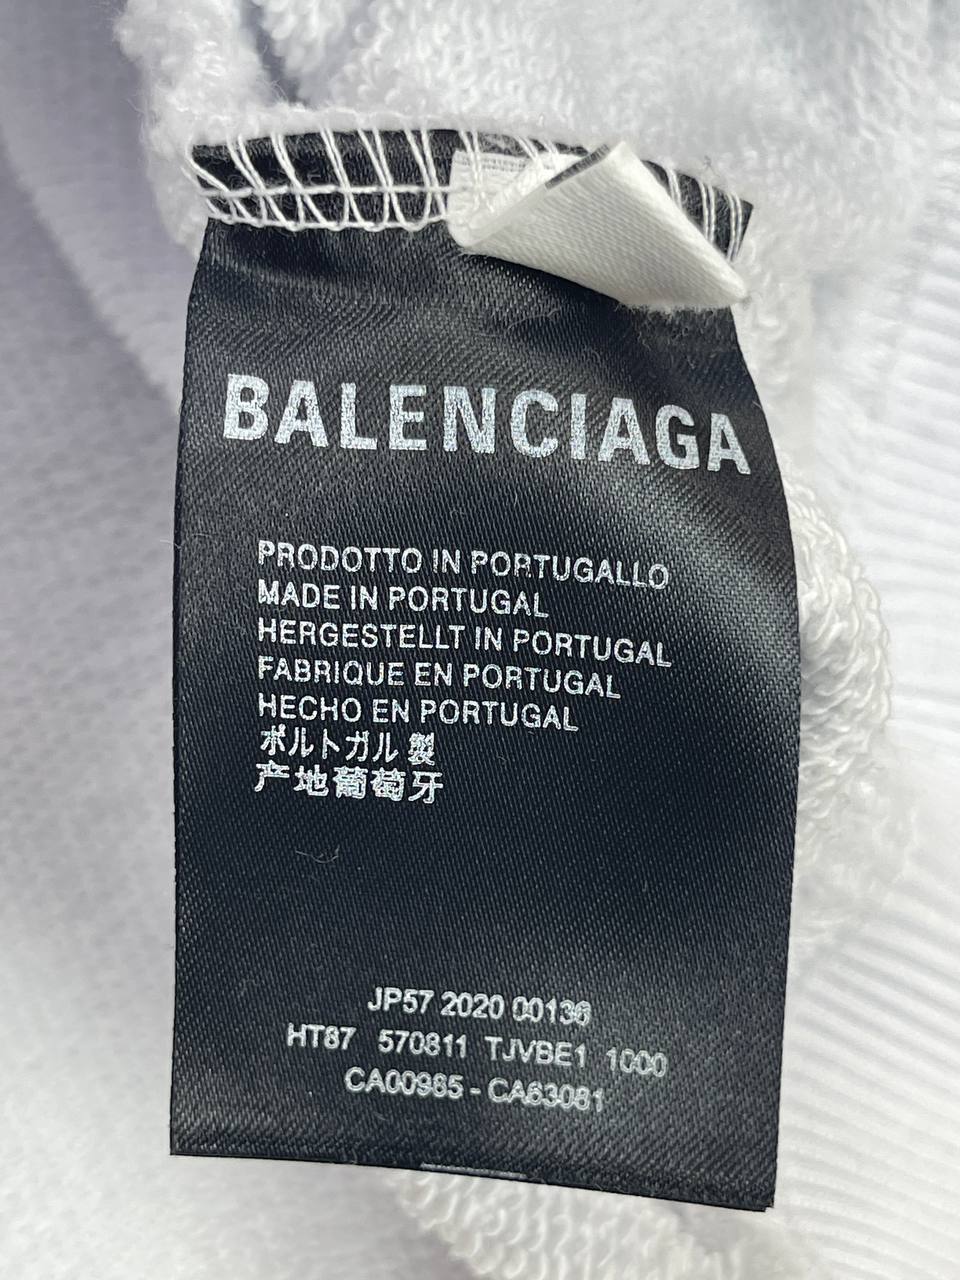 BALENCIAGA
PRODOTTO IN PORTUGALLO
MADE IN PORTUGAL
HERGESTELLT IN PORTUGAL
FABRIQUE EN PORTUGAL
HECHO EN PORTUGAL
ポルトガル 製
产地葡萄牙
JP57 2020 00136
HT87 570811 TJVBE1 1000
CA00985 - CA63081